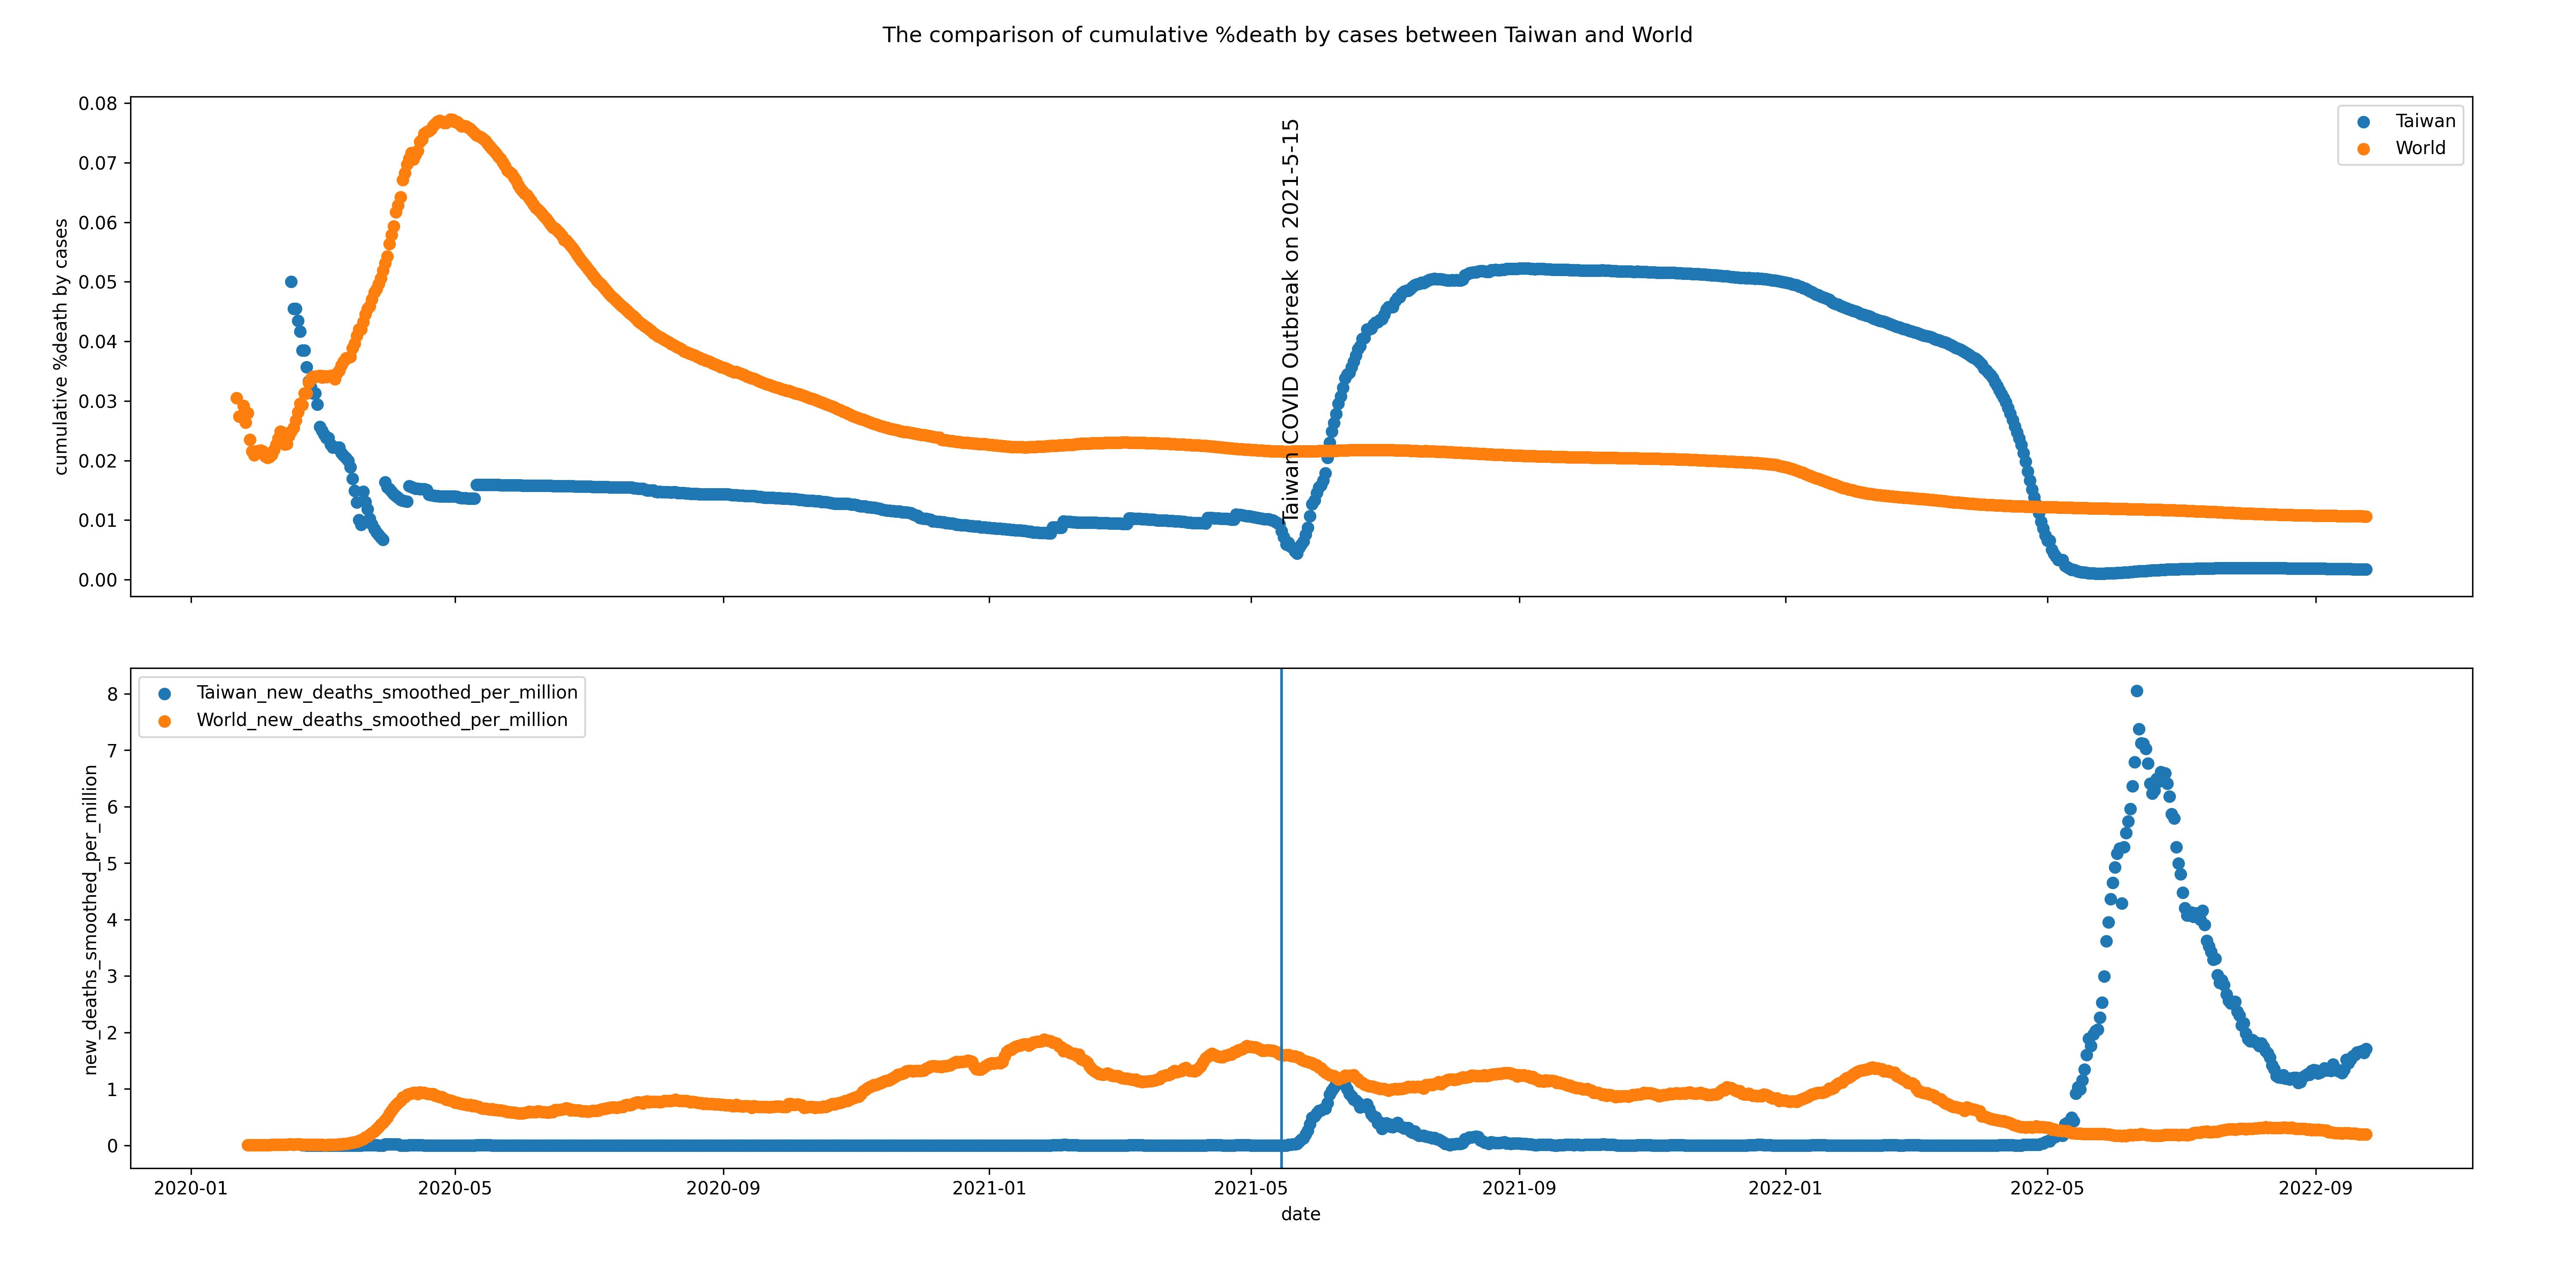 The comparison of cumulative %death by cases between Taiwan and World
cumulative %death by cases
0.08
0.07
0.06
0.05
0.04
0.03
0.02
0.01
0.00
Taiwan COVID Outbreak on 2021-5-15
Taiwan
World
new_deaths_smoothed_per_million
8
7
6
5
4
3
2
1
0
Taiwan_new_deaths_smoothed_per_million
World_new_deaths_smoothed_per_million
2020-01 2020-05 2020-09 2021-01 2021-05 2021-09 2022-01 2022-05 2022-09
date